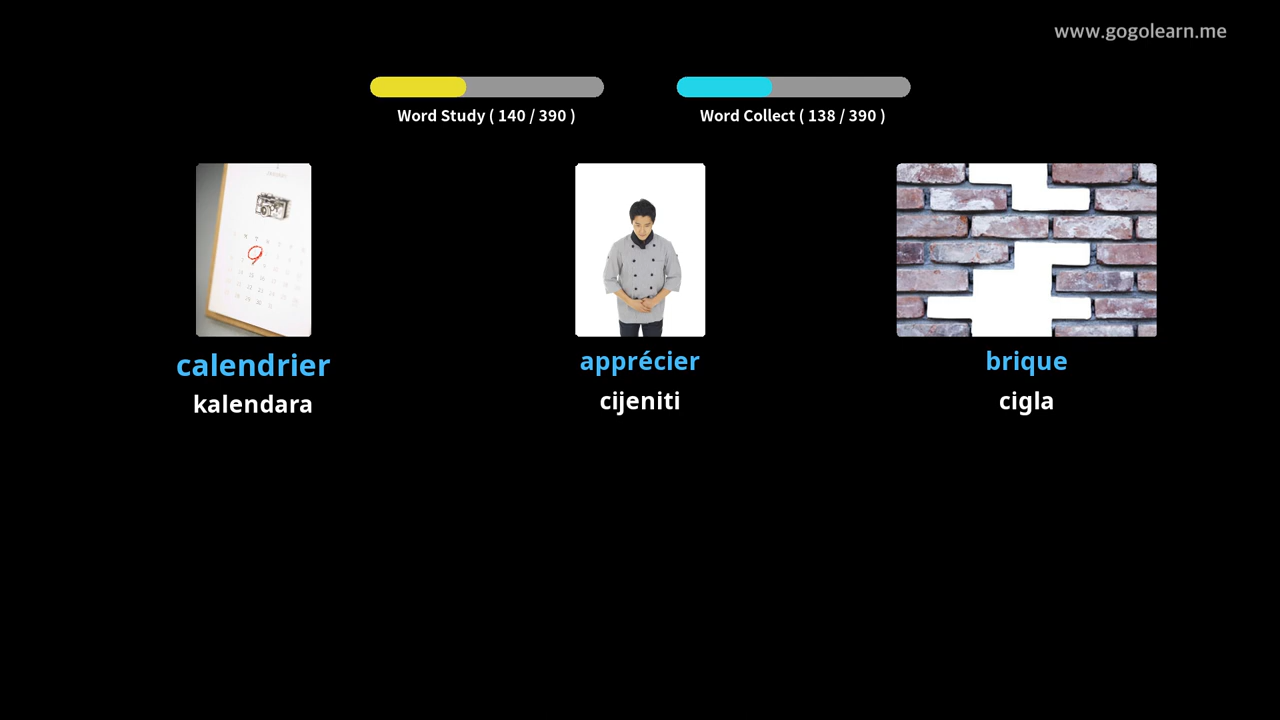 www.gogolearn.me
Word Study ( 140 / 390 )
Word Collect ( 138 / 390 )
calendrier
kalendara
apprécier
cijeniti
brique
cigla